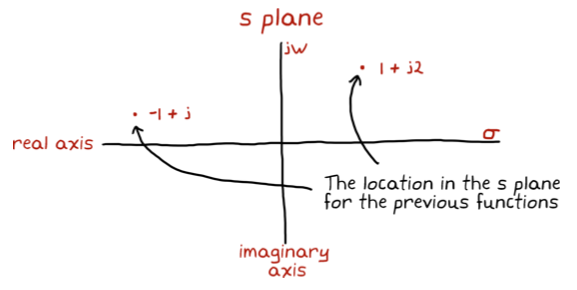 s plane
jw
1 + j2
-1 + j
real axis
σ
The location in the s plane
for the previous functions
imaginary
axis